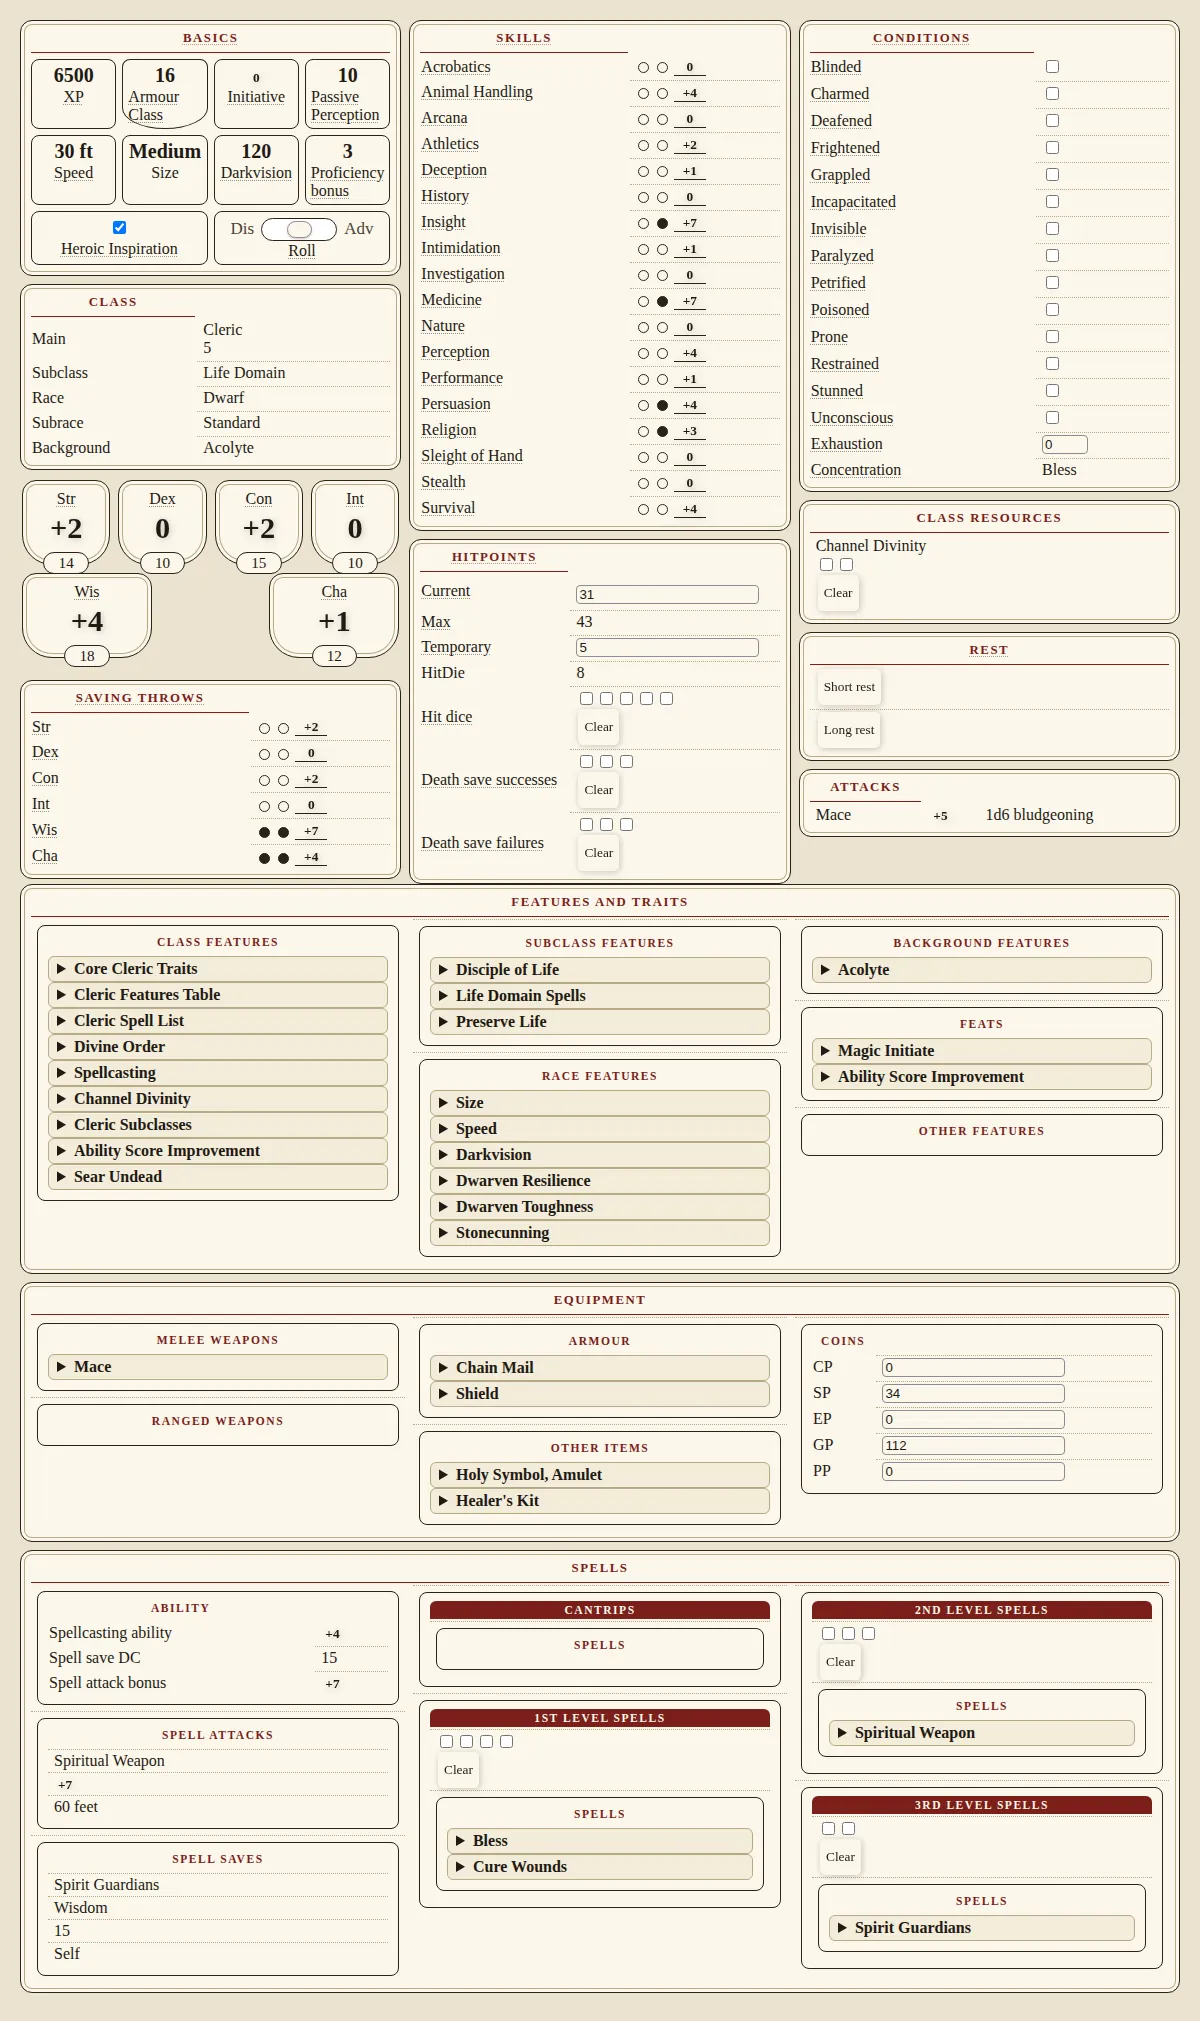 BASICS
6500
XP
16
Armour
Class
0
Initiative
10
Passive
Perception
30 ft
Speed
Medium
Size
120
Darkvision
3
Proficiency
bonus
Heroic Inspiration
Dis Adv
Roll
CLASS
Main Cleric
5
Subclass Life Domain
Race Dwarf
Subrace Standard
Background Acolyte
Str
+2
14
Dex
0
10
Con
+2
15
Int
0
10
Wis
+4
18
Cha
+1
12
SAVING THROWS
Str +2
Dex 0
Con +2
Int 0
Wis +7
Cha +4
SKILLS
Acrobatics 0
Animal Handling +4
Arcana 0
Athletics +2
Deception +1
History 0
Insight +7
Intimidation +1
Investigation 0
Medicine +7
Nature 0
Perception +4
Performance +1
Persuasion +4
Religion +3
Sleight of Hand 0
Stealth 0
Survival +4
HITPOINTS
Current 31
Max 43
Temporary 5
HitDie 8
Hit dice
Clear
Death save successes
Clear
Death save failures
Clear
CONDITIONS
Blinded
Charmed
Deafened
Frightened
Grappled
Incapacitated
Invisible
Paralyzed
Petrified
Poisoned
Prone
Restrained
Stunned
Unconscious
Exhaustion 0
Concentration Bless
CLASS RESOURCES
Channel Divinity
Clear
REST
Short rest
Long rest
ATTACKS
Mace +5 1d6 bludgeoning
FEATURES AND TRAITS
CLASS FEATURES
Core Cleric Traits
Cleric Features Table
Cleric Spell List
Divine Order
Spellcasting
Channel Divinity
Cleric Subclasses
Ability Score Improvement
Sear Undead
SUBCLASS FEATURES
Disciple of Life
Life Domain Spells
Preserve Life
RACE FEATURES
Size
Speed
Darkvision
Dwarven Resilience
Dwarven Toughness
Stonecunning
BACKGROUND FEATURES
Acolyte
FEATS
Magic Initiate
Ability Score Improvement
OTHER FEATURES
EQUIPMENT
MELEE WEAPONS
Mace
RANGED WEAPONS
ARMOUR
Chain Mail
Shield
OTHER ITEMS
Holy Symbol, Amulet
Healer's Kit
COINS
CP 0
SP 34
EP 0
GP 112
PP 0
SPELLS
ABILITY
Spellcasting ability +4
Spell save DC 15
Spell attack bonus +7
SPELL ATTACKS
Spiritual Weapon
+7
60 feet
SPELL SAVES
Spirit Guardians
Wisdom
15
Self
CANTRIPS
SPELLS
1ST LEVEL SPELLS
Clear
SPELLS
Bless
Cure Wounds
2ND LEVEL SPELLS
Clear
SPELLS
Spiritual Weapon
3RD LEVEL SPELLS
Clear
SPELLS
Spirit Guardians